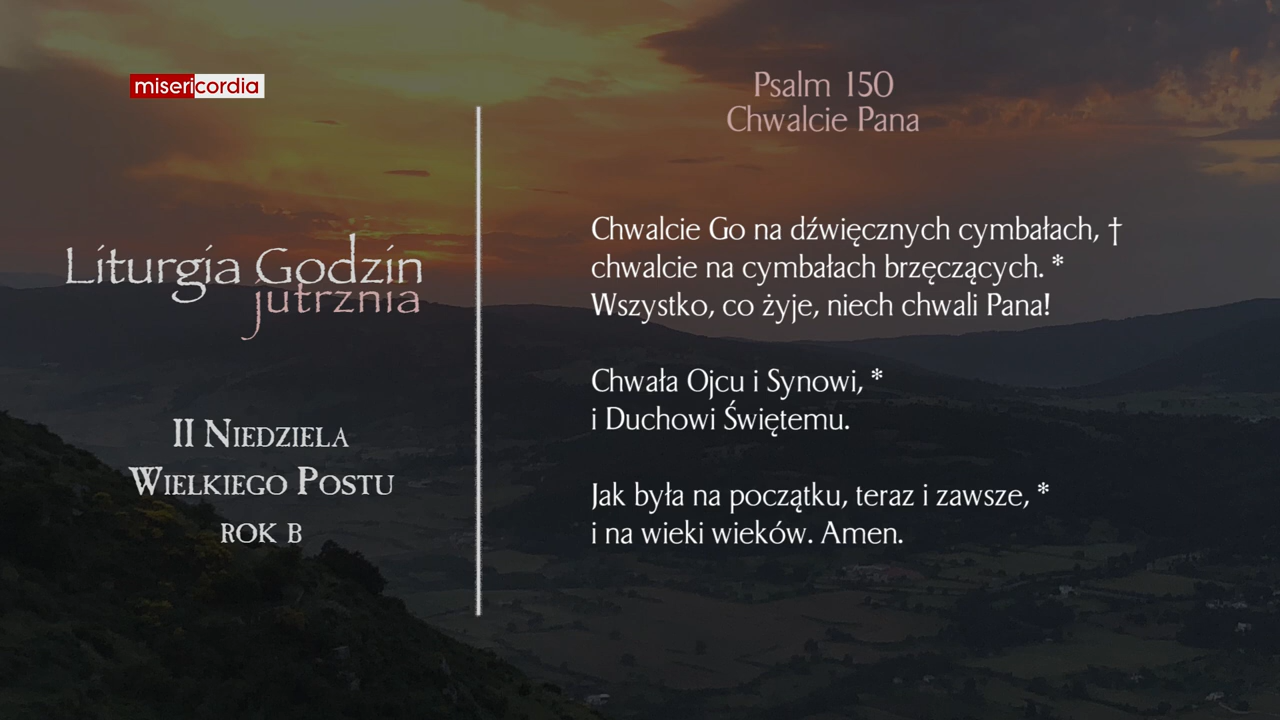 misericordia
Liturgia Godzin
jutrznia
II Niedziela
Wielkiego Postu
rok B
Psalm 150
Chwalcie Pana
Chwalcie Go na dźwięcznych cymbałach, †
chwalcie na cymbałach brzęczących. *
Wszystko, co żyje, niech chwali Pana!
Chwała Ojcu i Synowi, *
i Duchowi Świętemu.
Jak była na początku, teraz i zawsze, *
i na wieki wieków. Amen.